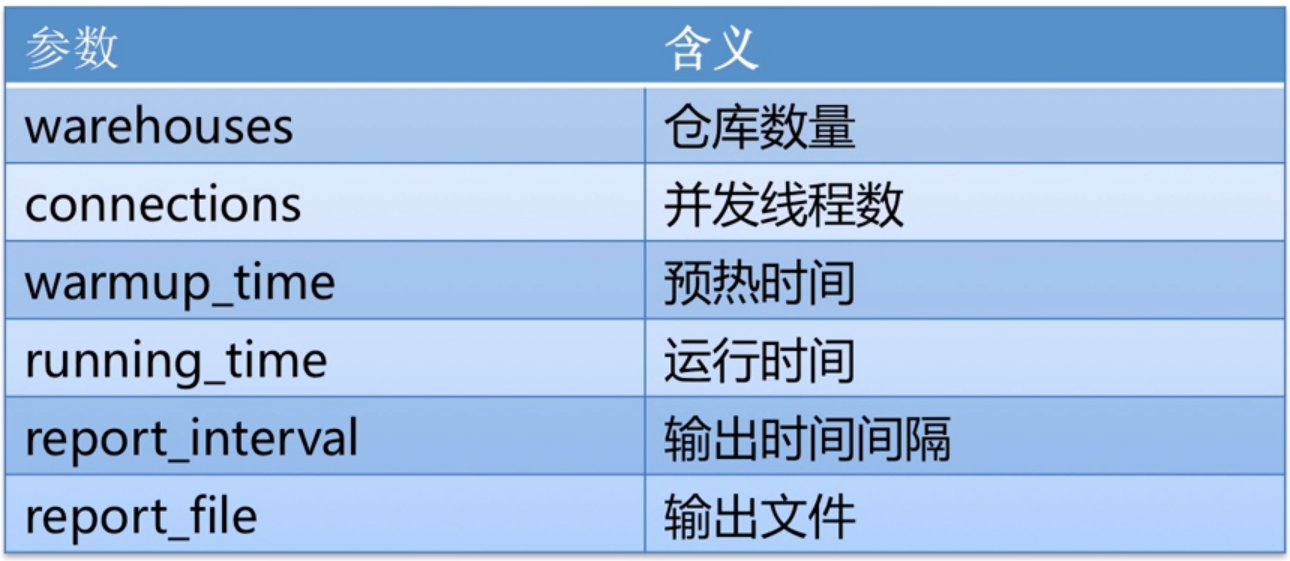 参数 含义
warehouses 仓库数量
connections 并发线程数
warmup_time 预热时间
running_time 运行时间
report_interval 输出时间间隔
report_file 输出文件